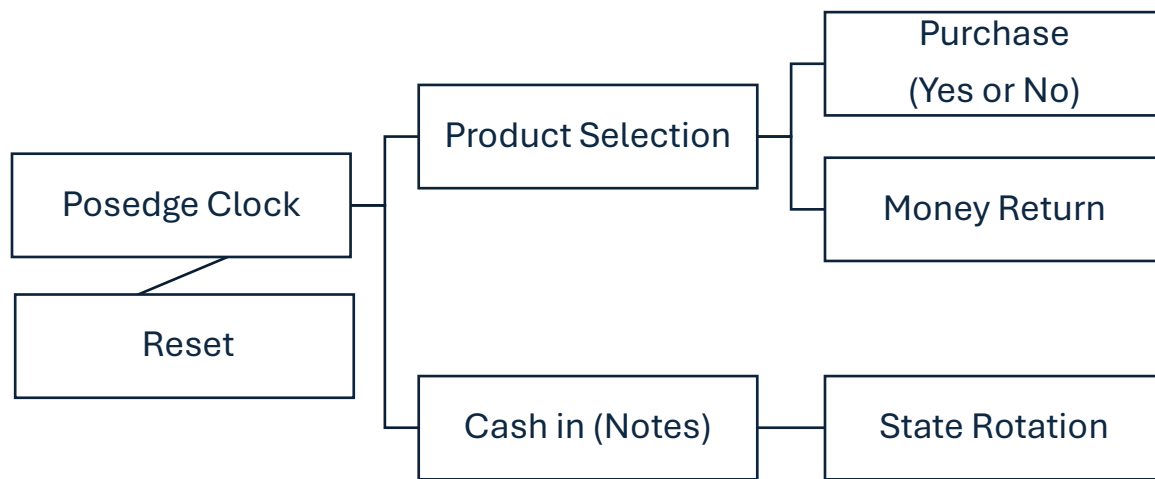 Purchase
(Yes or No)
Product Selection
Posedge Clock
Money Return
Reset
Cash in (Notes)
State Rotation